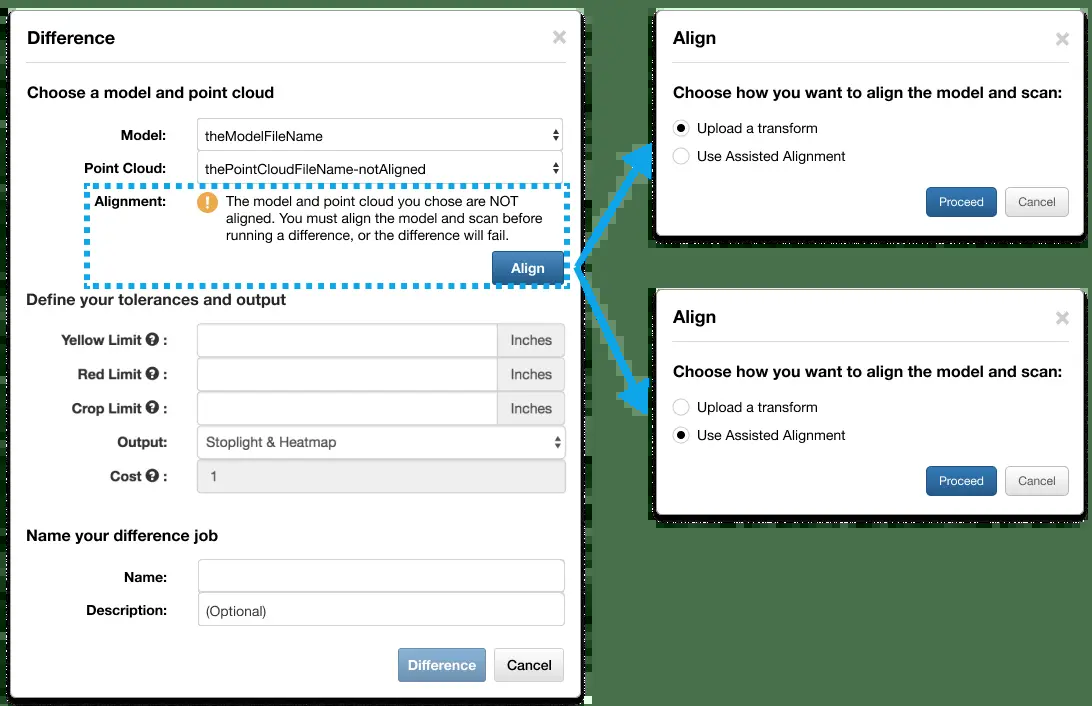 Difference
Choose a model and point cloud
Model: theModelFileName
Point Cloud: thePointCloudFileName-notAligned
Alignment: ! The model and point cloud you chose are NOT
aligned. You must align the model and scan before
running a difference, or the difference will fail.
Align
Define your tolerances and output
Yellow Limit ? : Inches
Red Limit ? : Inches
Crop Limit ? : Inches
Output: Stoplight & Heatmap
Cost ? : 1
Name your difference job
Name:
Description: (Optional)
Difference Cancel
Align
Choose how you want to align the model and scan:
Upload a transform
Use Assisted Alignment
Proceed Cancel
Align
Choose how you want to align the model and scan:
Upload a transform
Use Assisted Alignment
Proceed Cancel